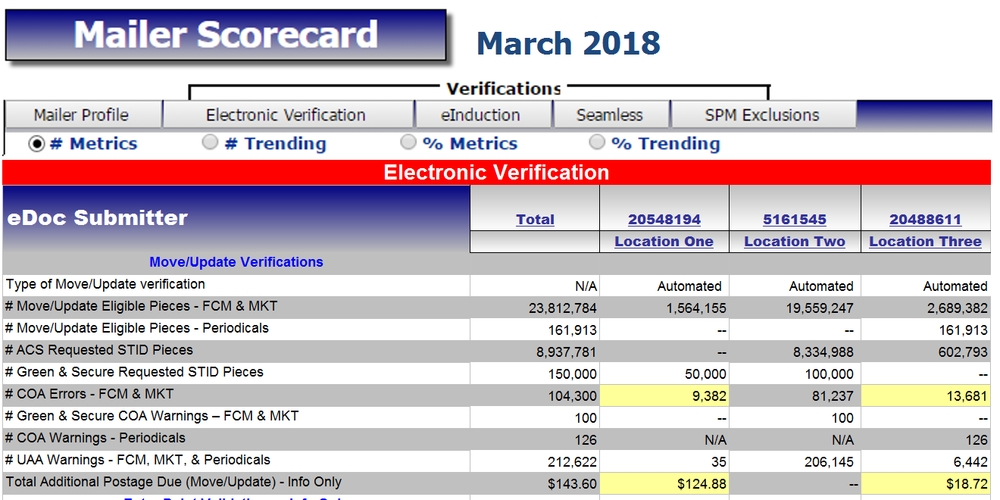 Mailer Scorecard
March 2018
Verifications
Mailer Profile Electronic Verification eInduction Seamless SPM Exclusions
# Metrics # Trending % Metrics % Trending
Electronic Verification
eDoc Submitter Total 20548194 5161545 20488611
Location One Location Two Location Three
Move/Update Verifications
Type of Move/Update verification N/A Automated Automated Automated
# Move/Update Eligible Pieces - FCM & MKT 23,812,784 1,564,155 19,559,247 2,689,382
# Move/Update Eligible Pieces - Periodicals 161,913 -- -- 161,913
# ACS Requested STID Pieces 8,937,781 -- 8,334,988 602,793
# Green & Secure Requested STID Pieces 150,000 50,000 100,000 --
# COA Errors - FCM & MKT 104,300 9,382 81,237 13,681
# Green & Secure COA Warnings – FCM & MKT 100 -- 100 --
# COA Warnings - Periodicals 126 N/A N/A 126
# UAA Warnings - FCM, MKT, & Periodicals 212,622 35 206,145 6,442
Total Additional Postage Due (Move/Update) - Info Only $143.60 $124.88 -- $18.72